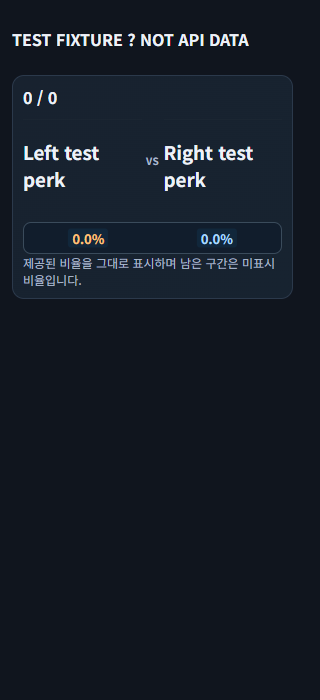 TEST FIXTURE ? NOT API DATA
0 / 0
Left test perk
vs
Right test perk
0.0%
0.0%
제공된 비율을 그대로 표시하며 남은 구간은 미표시
비율입니다.